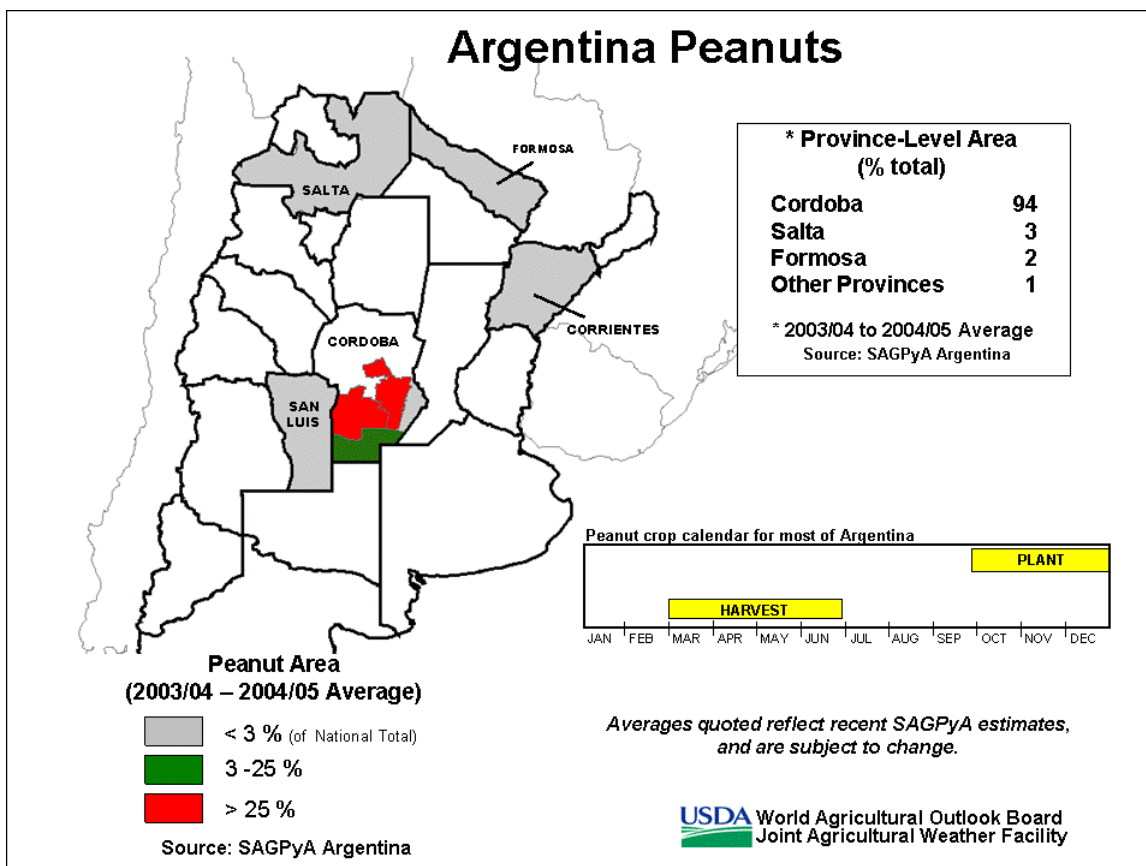 Argentina Peanuts
FORMOSA
SALTA
CORRIENTES
CORDOBA
SAN
LUIS
* Province-Level Area
(% total)
Cordoba 94
Salta 3
Formosa 2
Other Provinces 1
* 2003/04 to 2004/05 Average
Source: SAGPyA Argentina
Peanut crop calendar for most of Argentina
PLANT
HARVEST
JAN FEB MAR APR MAY JUN JUL AUG SEP OCT NOV DEC
Peanut Area
(2003/04 – 2004/05 Average)
< 3 % (of National Total)
3 -25 %
> 25 %
Source: SAGPyA Argentina
Averages quoted reflect recent SAGPyA estimates,
and are subject to change.
USDA World Agricultural Outlook Board
Joint Agricultural Weather Facility